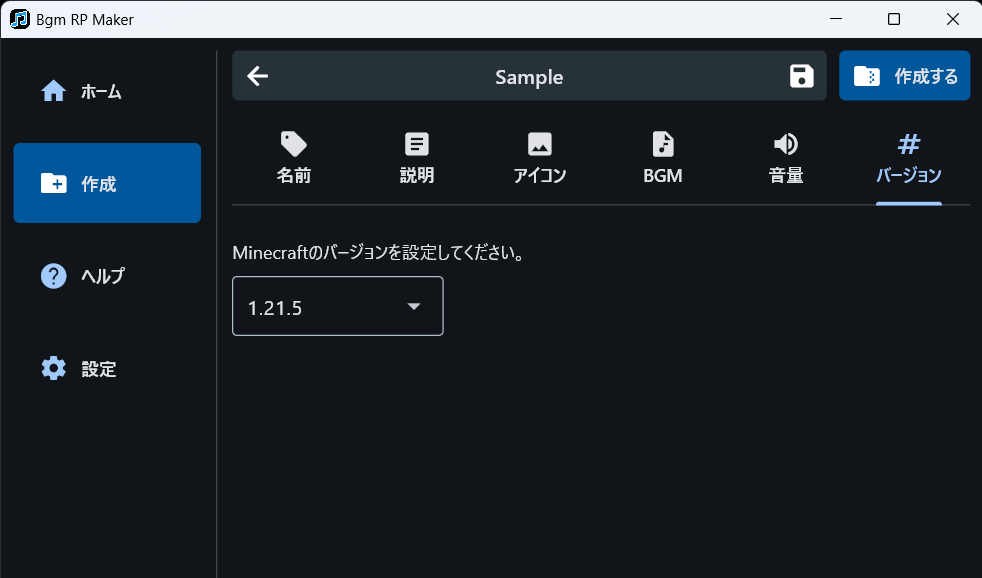 Bgm RP Maker
ホーム
作成
ヘルプ
設定
Sample
作成する
名前
説明
アイコン
BGM
音量
バージョン
Minecraftのバージョンを設定してください。
1.21.5